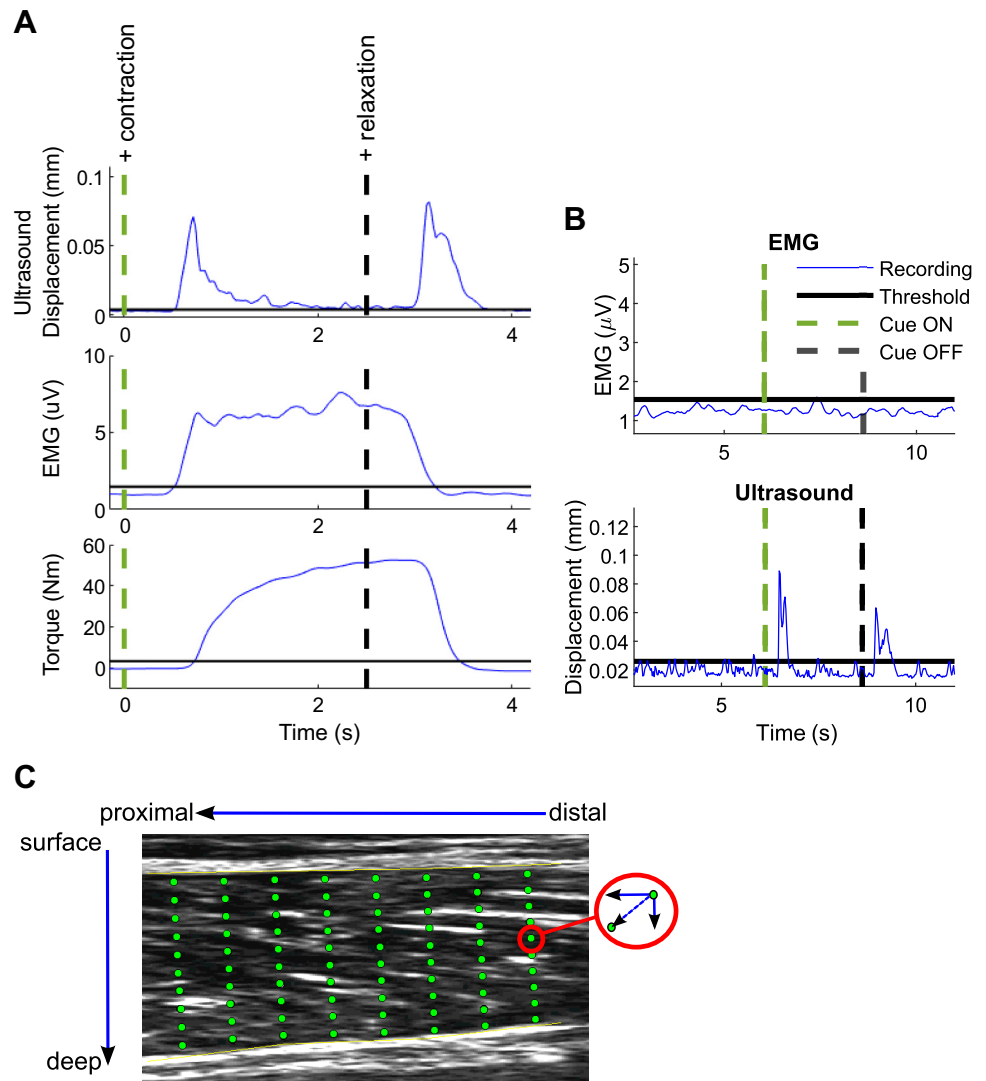 A
+ contraction
+ relaxation
Ultrasound
Displacement (mm)
0.1
0.05
0
0
2
4
EMG (uV)
10
5
0
0
2
4
Torque (Nm)
60
40
20
0
0
2
4
Time (s)
B
EMG
EMG (μV)
5
4
3
2
1
Recording
Threshold
Cue ON
Cue OFF
5
10
Ultrasound
Displacement (mm)
0.12
0.10
0.08
0.06
0.04
0.02
5
10
Time (s)
C
proximal
distal
surface
deep